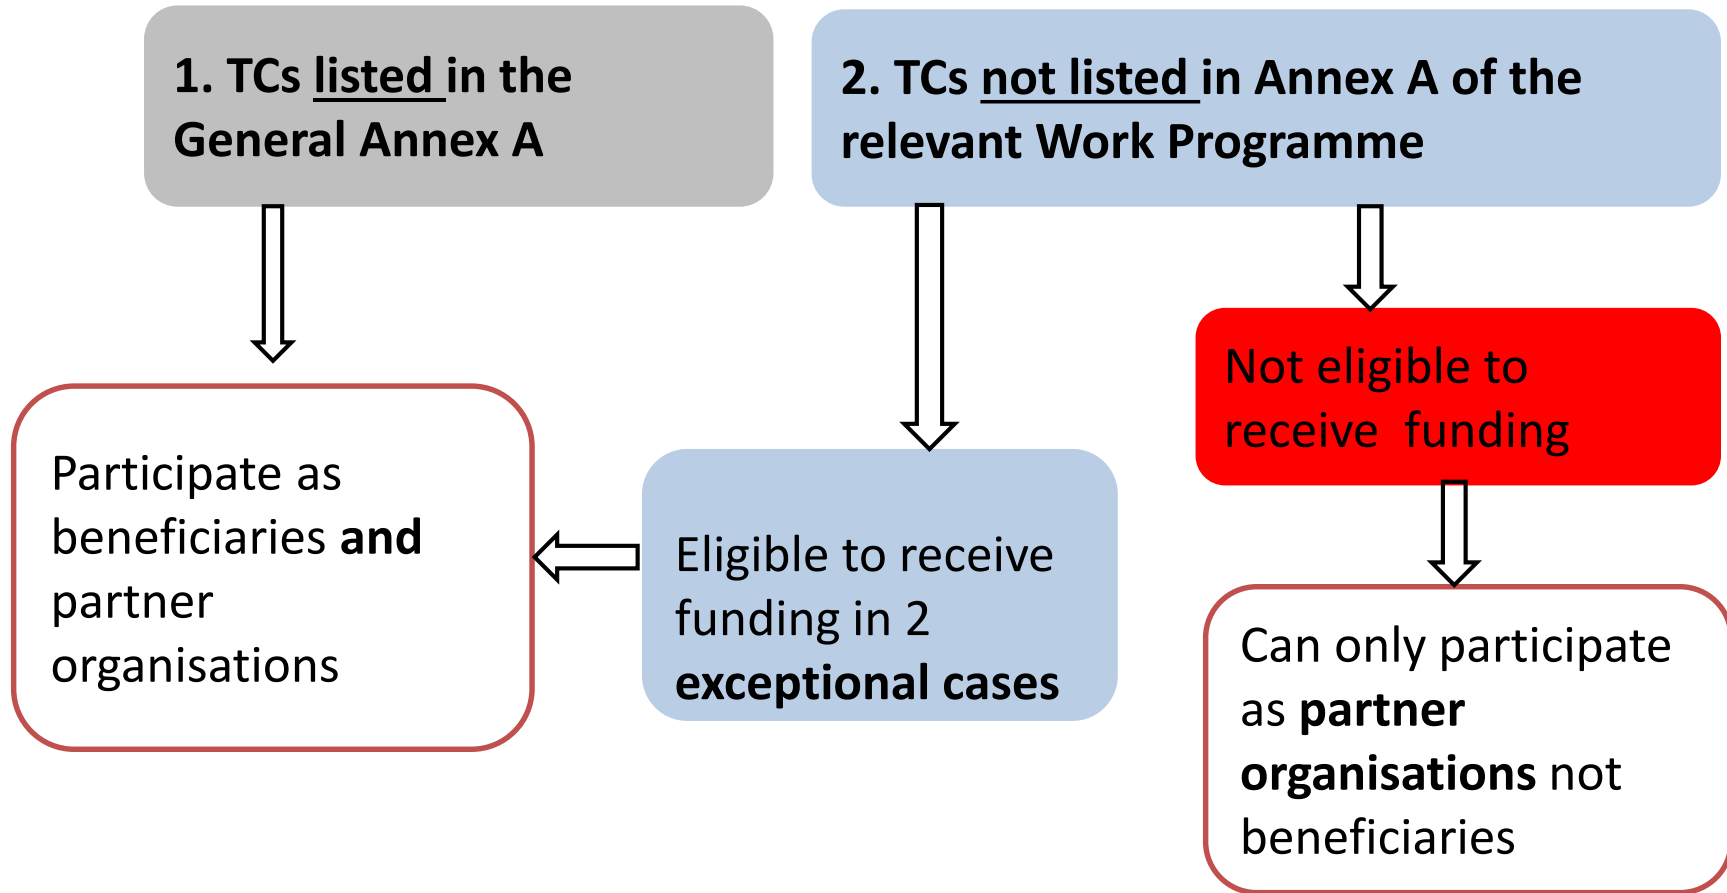 1. TCs listed in the
General Annex A
2. TCs not listed in Annex A of the
relevant Work Programme
Not eligible to
receive funding
Participate as
beneficiaries and
partner
organisations
Eligible to receive
funding in 2
exceptional cases
Can only participate
as partner
organisations not
beneficiaries